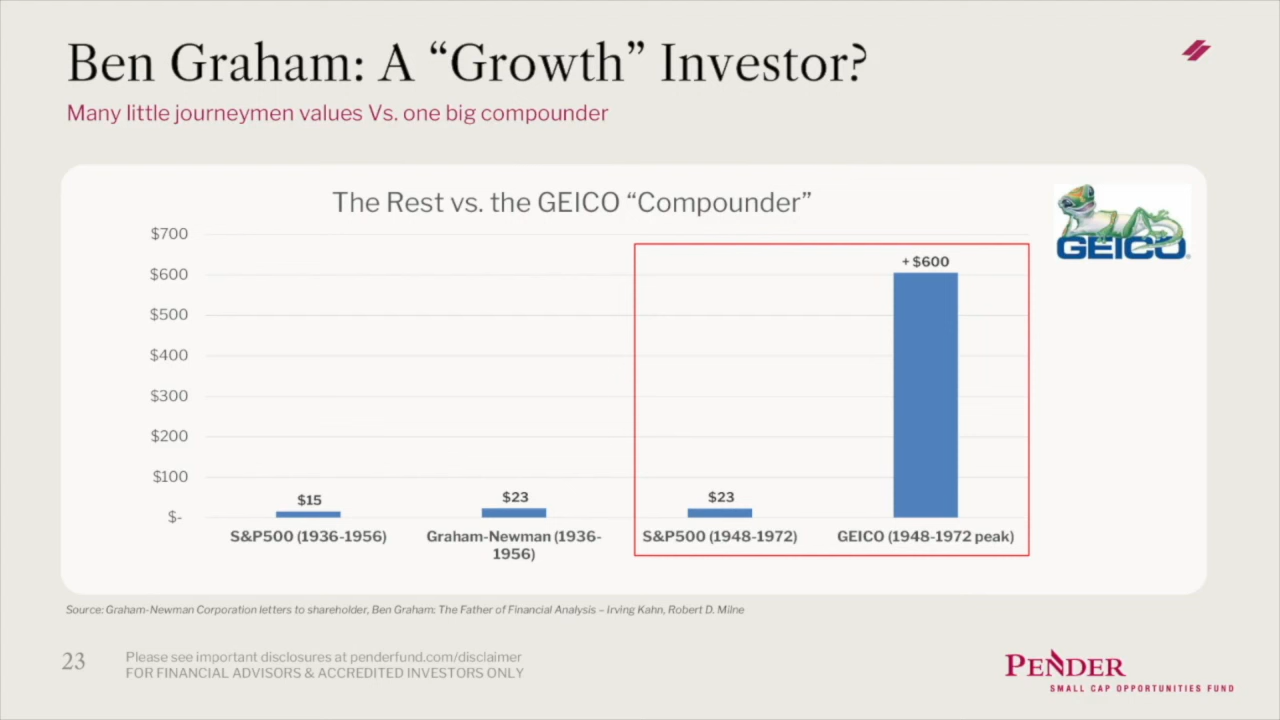 Ben Graham: A “Growth” Investor?
Many little journeymen values Vs. one big compounder
The Rest vs. the GEICO “Compounder”
GEICO
$700
$600
$500
$400
$300
$200
$100
$-
$15
$23
$23
+ $600
S&P500 (1936-1956)
Graham-Newman (1936-
1956)
S&P500 (1948-1972)
GEICO (1948-1972 peak)
Source: Graham-Newman Corporation letters to shareholder, Ben Graham: The Father of Financial Analysis – Irving Kahn, Robert D. Milne
23
Please see important disclosures at penderfund.com/disclaimer
FOR FINANCIAL ADVISORS & ACCREDITED INVESTORS ONLY
PENDER
SMALL CAP OPPORTUNITIES FUND